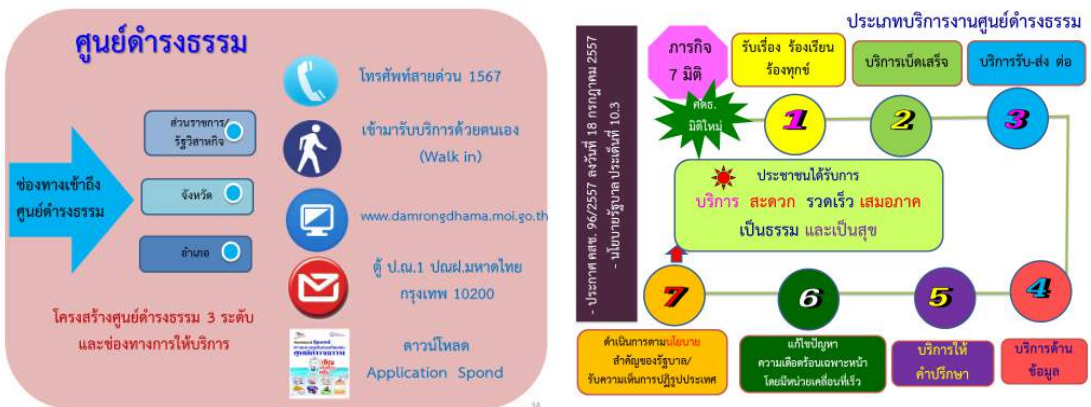 ศูนย์ดำรงธรรม
ช่องทางเข้าถึง
ศูนย์ดำรงธรรม
ส่วนราชการ/
รัฐวิสาหกิจ
จังหวัด
อำเภอ
โทรศัพท์สายด่วน 1567
เข้ามารับบริการด้วยตนเอง
(Walk in)
www.damrongdhama.moi.go.th
ตู้ ป.ณ.1 ปณฝ.มหาดไทย
กรุงเทพ 10200
ดาวน์โหลด
Application Spond
โครงสร้างศูนย์ดำรงธรรม 3 ระดับ
และช่องทางการให้บริการ
ศูนย์ดำรงธรรม
14
- ประกาศ คสช. 96/2557 ลงวันที่ 18 กรกฎาคม 2557
- นโยบายรัฐบาล ประเด็นที่ 10.3
ประเภทบริการงานศูนย์ดำรงธรรม
ภารกิจ
7 มิติ
ศดธ.
มิติใหม่
รับเรื่อง ร้องเรียน
ร้องทุกข์
บริการเบ็ดเสร็จ
บริการรับ-ส่ง ต่อ
1
2
3
ประชาชนได้รับการ
บริการ สะดวก รวดเร็ว เสมอภาค
เป็นธรรม และเป็นสุข
7
6
5
4
ดำเนินการตามนโยบาย
สำคัญของรัฐบาล/
รับความเห็นการปฏิรูปประเทศ
แก้ไขปัญหา
ความเดือดร้อนเฉพาะหน้า
โดยมีหน่วยเคลื่อนที่เร็ว
บริการให้
คำปรึกษา
บริการด้าน
ข้อมูล